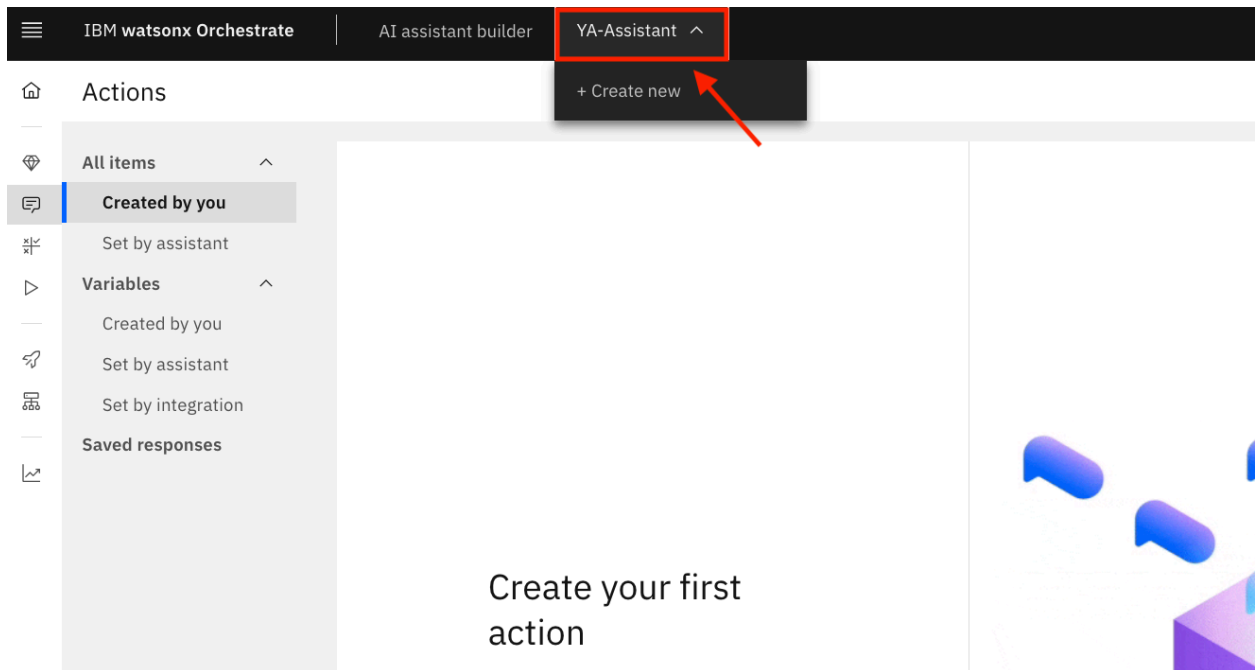 IBM watsonx Orchestrate
AI assistant builder
YA-Assistant
+ Create new
Actions
All items
Created by you
Set by assistant
Variables
Created by you
Set by assistant
Set by integration
Saved responses
Create your first
action